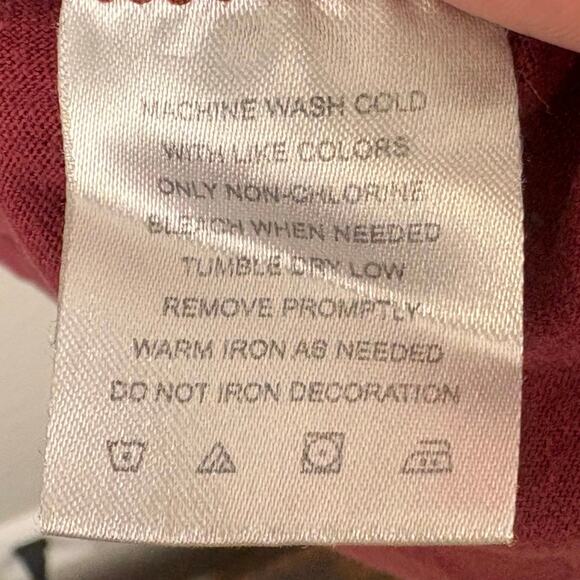 MACHINE WASH COLD
WITH LIKE COLORS
ONLY NON-CHLORINE
BLEACH WHEN NEEDED
TUMBLE DRY LOW
REMOVE PROMPTLY
WARM IRON AS NEEDED
DO NOT IRON DECORATION